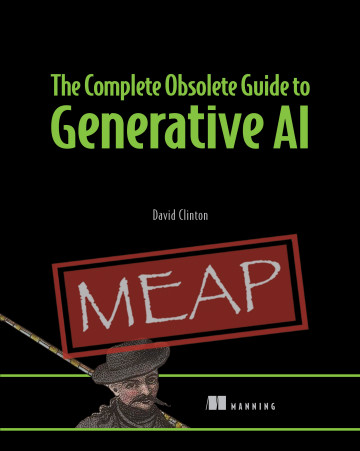 The Complete Obsolete Guide to
Generative AI
David Clinton
MEAP
MANNING